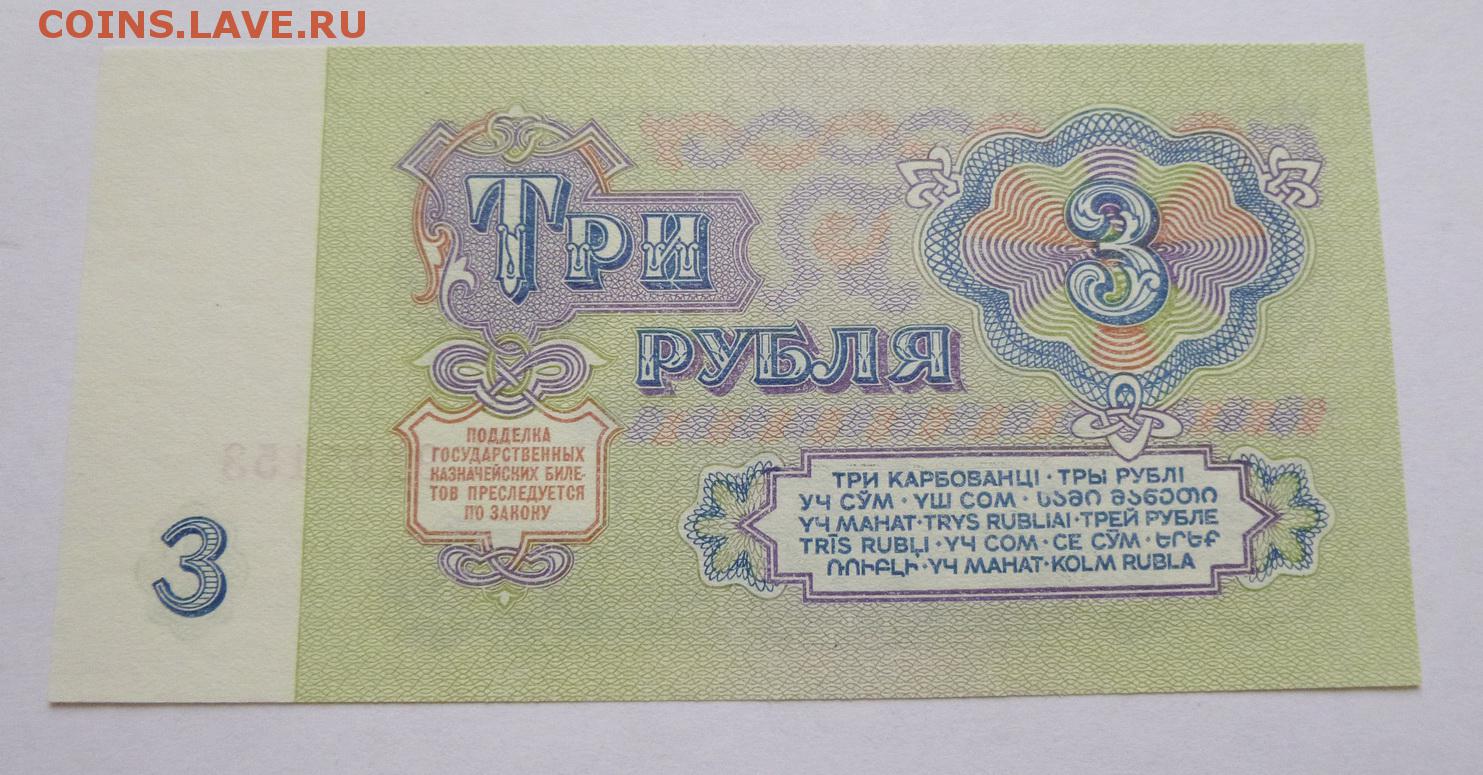 COINS.LAVE.RU
ТРИ
РУБЛЯ
3
ПОДДЕЛКА
ГОСУДАРСТВЕННЫХ
КАЗНАЧЕЙСКИХ БИЛЕ-
ТОВ ПРЕСЛЕДУЕТСЯ
ПО ЗАКОНУ
ТРИ КАРБОВАНЦІ · ТРЫ РУБЛІ
УЧ СЎМ · ҮШ СОМ · ᲡᲐᲛᲘ ᲛᲐᲜᲔᲗᲘ
ҮЧ МАНАТ · TRYS RUBLIAI · ТРЕЙ РУБЛЕ
TRĪS RUBĻI · ҮЧ СОМ · СЕ СӮМ · ԵՐԵՔ
ՌՈՒԲԼԻ · ҮЧ МАНАТ · KOLM RUBLA
3